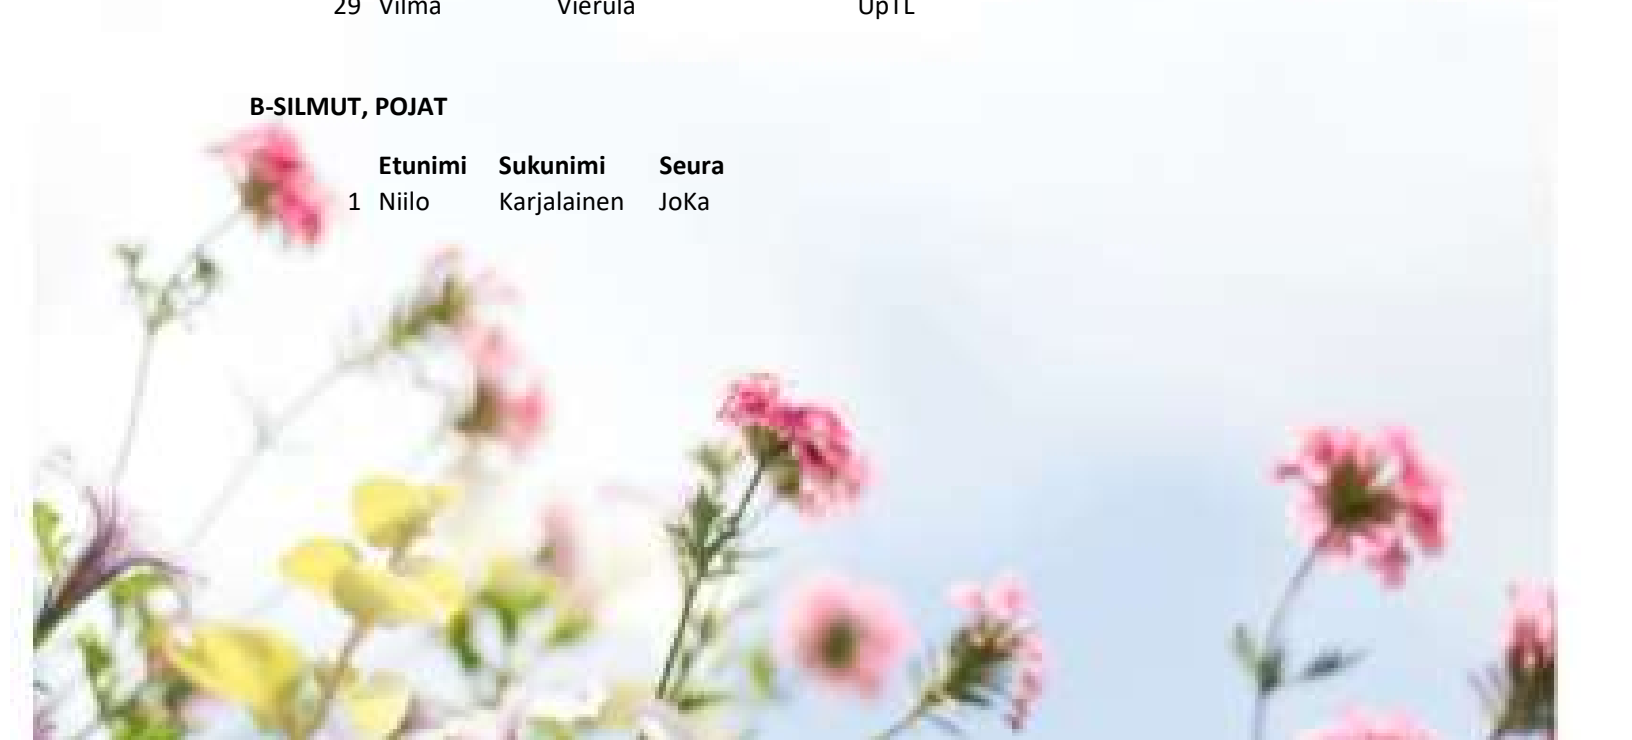 29 Vilma Vierula UpTL
B-SILMUT, POJAT
Etunimi Sukunimi Seura
1 Niilo Karjalainen JoKa